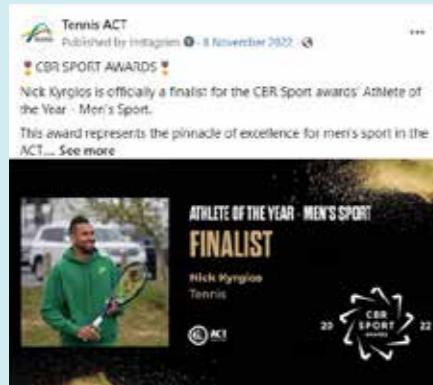 Tennis ACT
Published by Instagram · 8 November 2022 ·
CBR SPORT AWARDS
Nick Kyrgios is officially a finalist for the CBR Sport awards' Athlete of
the Year - Men's Sport.
This award represents the pinnacle of excellence for men's sport in the
ACT... See more
ATHLETE OF THE YEAR - MEN'S SPORT
FINALIST
Nick Kyrgios
Tennis
ACT
20 CBR SPORT AWARDS 22